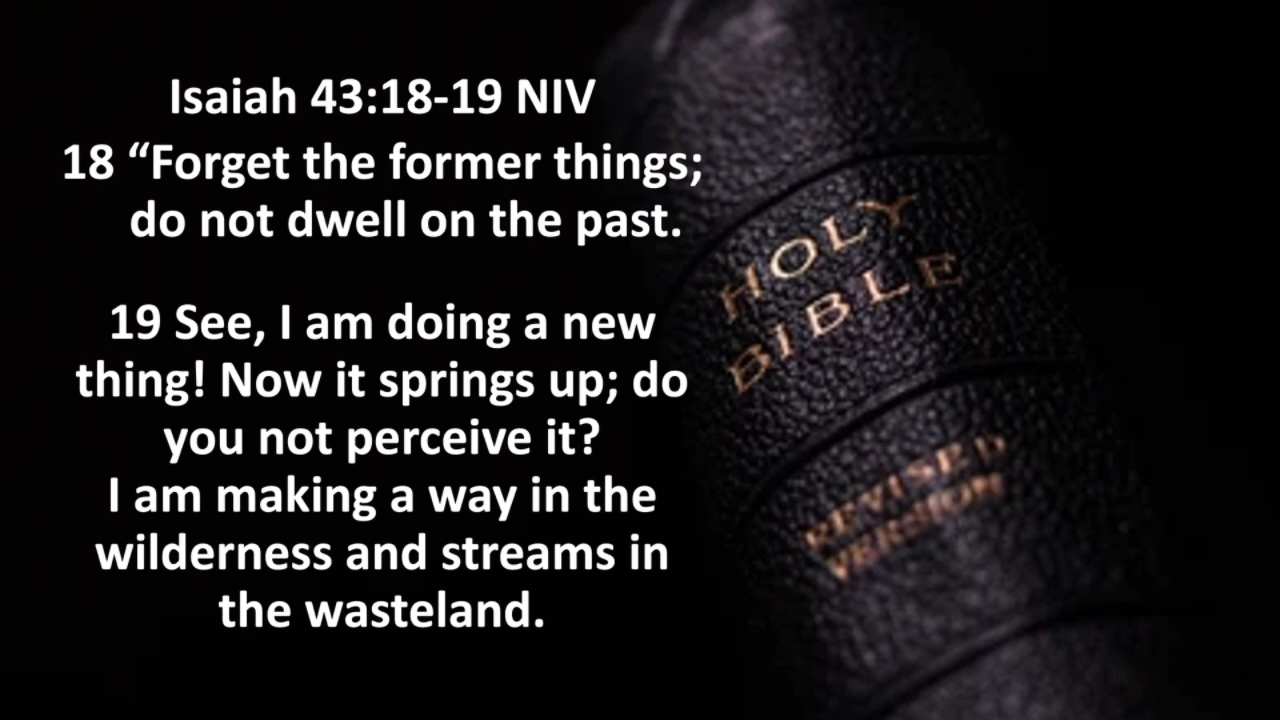 Isaiah 43:18-19 NIV
18 “Forget the former things;
do not dwell on the past.
19 See, I am doing a new
thing! Now it springs up; do
you not perceive it?
I am making a way in the
wilderness and streams in
the wasteland.
HOLY
BIBLE
REVISED
VERSION